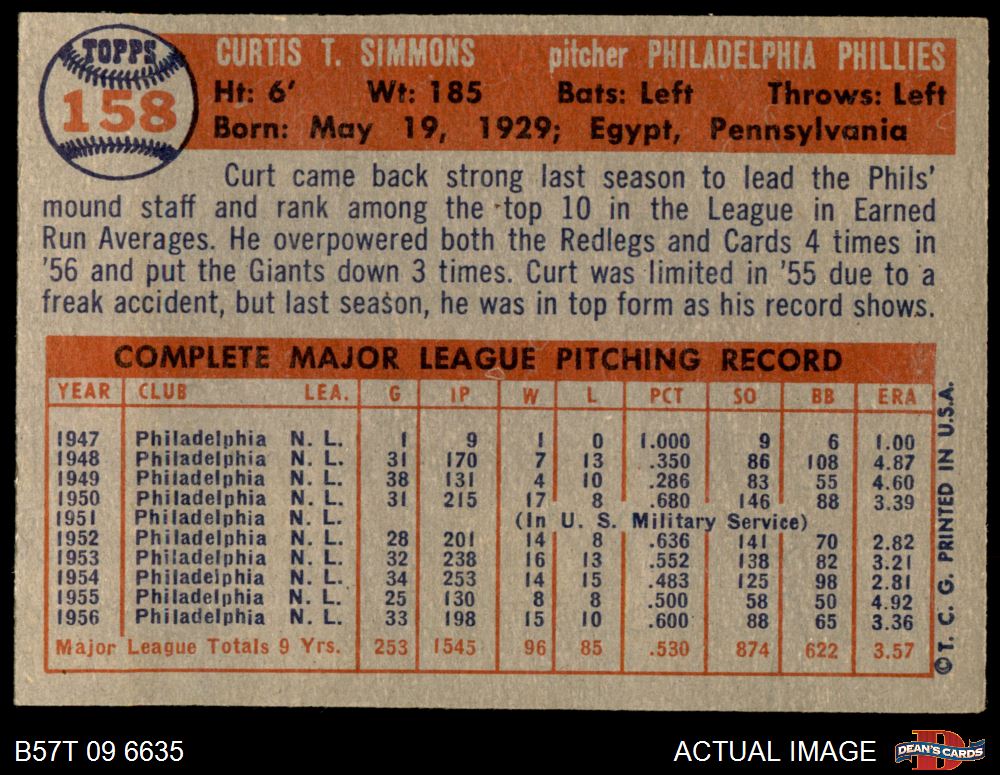 TOPPS
158
CURTIS T. SIMMONS pitcher PHILADELPHIA PHILLIES
Ht: 6' Wt: 185 Bats: Left Throws: Left
Born: May 19, 1929; Egypt, Pennsylvania
Curt came back strong last season to lead the Phils'
mound staff and rank among the top 10 in the League in Earned
Run Averages. He overpowered both the Redlegs and Cards 4 times in
'56 and put the Giants down 3 times. Curt was limited in '55 due to a
freak accident, but last season, he was in top form as his record shows.
COMPLETE MAJOR LEAGUE PITCHING RECORD
YEAR CLUB LEA. G IP W L PCT SO BB ERA
1947 Philadelphia N. L. 1 9 1 0 1.000 9 6 1.00
1948 Philadelphia N. L. 31 170 7 13 .350 86 108 4.87
1949 Philadelphia N. L. 38 131 4 10 .286 83 55 4.60
1950 Philadelphia N. L. 31 215 17 8 .680 146 88 3.39
1951 Philadelphia N. L. (In U. S. Military Service)
1952 Philadelphia N. L. 28 201 14 8 .636 141 70 2.82
1953 Philadelphia N. L. 32 238 16 13 .552 138 82 3.21
1954 Philadelphia N. L. 34 253 14 15 .483 125 98 2.81
1955 Philadelphia N. L. 25 130 8 8 .500 58 50 4.92
1956 Philadelphia N. L. 33 198 15 10 .600 88 65 3.36
Major League Totals 9 Yrs. 253 1545 96 85 .530 874 622 3.57
© T. C. G. PRINTED IN U.S.A.
B57T 09 6635
ACTUAL IMAGE
D
DEAN'S CARDS